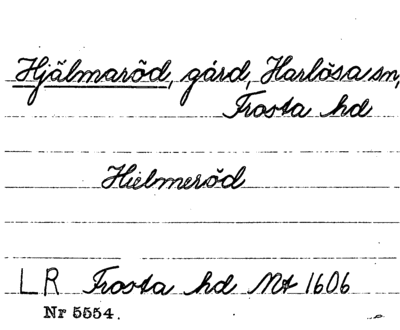 Hjälmaröd, gård, Harlösa sn,
Frosta hd
Hielmeröd
LR Frosta hd Mt 1606
Nr 5554.